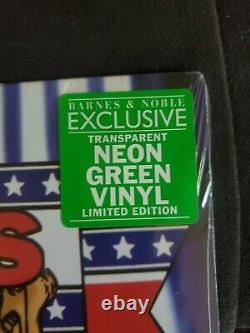 BARNES & NOBLE
EXCLUSIVE
TRANSPARENT
NEON
GREEN
VINYL
LIMITED EDITION
S